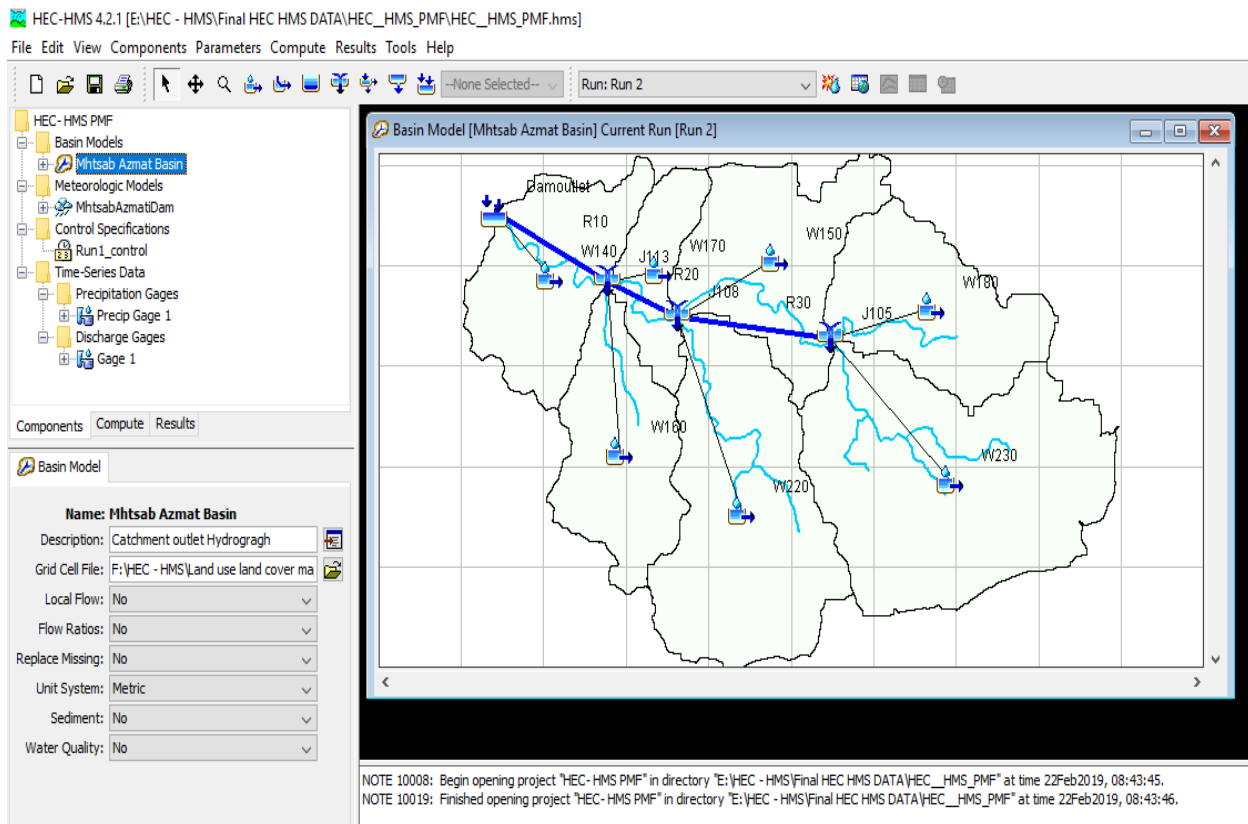 HEC-HMS 4.2.1 [E:\HEC - HMS\Final HEC HMS DATA\HEC__HMS_PMF\HEC__HMS_PMF.hms]
File Edit View Components Parameters Compute Results Tools Help
--None Selected-- Run: Run 2
HEC- HMS PMF
Basin Models
Mhtsab Azmat Basin
Meteorologic Models
MhtsabAzmatiDam
Control Specifications
Run1_control
Time-Series Data
Precipitation Gages
Precip Gage 1
Discharge Gages
Gage 1
Components Compute Results
Basin Model
Name: Mhtsab Azmat Basin
Description: Catchment outlet Hydrogragh
Grid Cell File: F:\HEC - HMS\Land use land cover ma
Local Flow: No
Flow Ratios: No
Replace Missing: No
Unit System: Metric
Sediment: No
Water Quality: No
Basin Model [Mhtsab Azmat Basin] Current Run [Run 2]
Damoutlet
R10
W140
J113
W170
W150
R20
J108
R30
J105
W180
W160
W220
W230
NOTE 10008: Begin opening project "HEC- HMS PMF" in directory "E:\HEC - HMS\Final HEC HMS DATA\HEC__HMS_PMF" at time 22Feb2019, 08:43:45.
NOTE 10019: Finished opening project "HEC- HMS PMF" in directory "E:\HEC - HMS\Final HEC HMS DATA\HEC__HMS_PMF" at time 22Feb2019, 08:43:46.